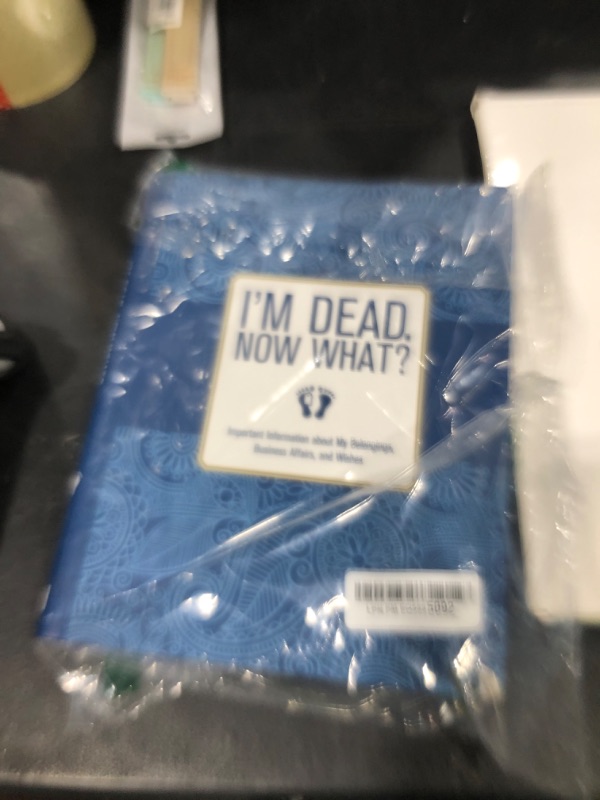 I'M DEAD.
NOW WHAT?
Important Information about My Belongings,
Business Affairs, and Wishes